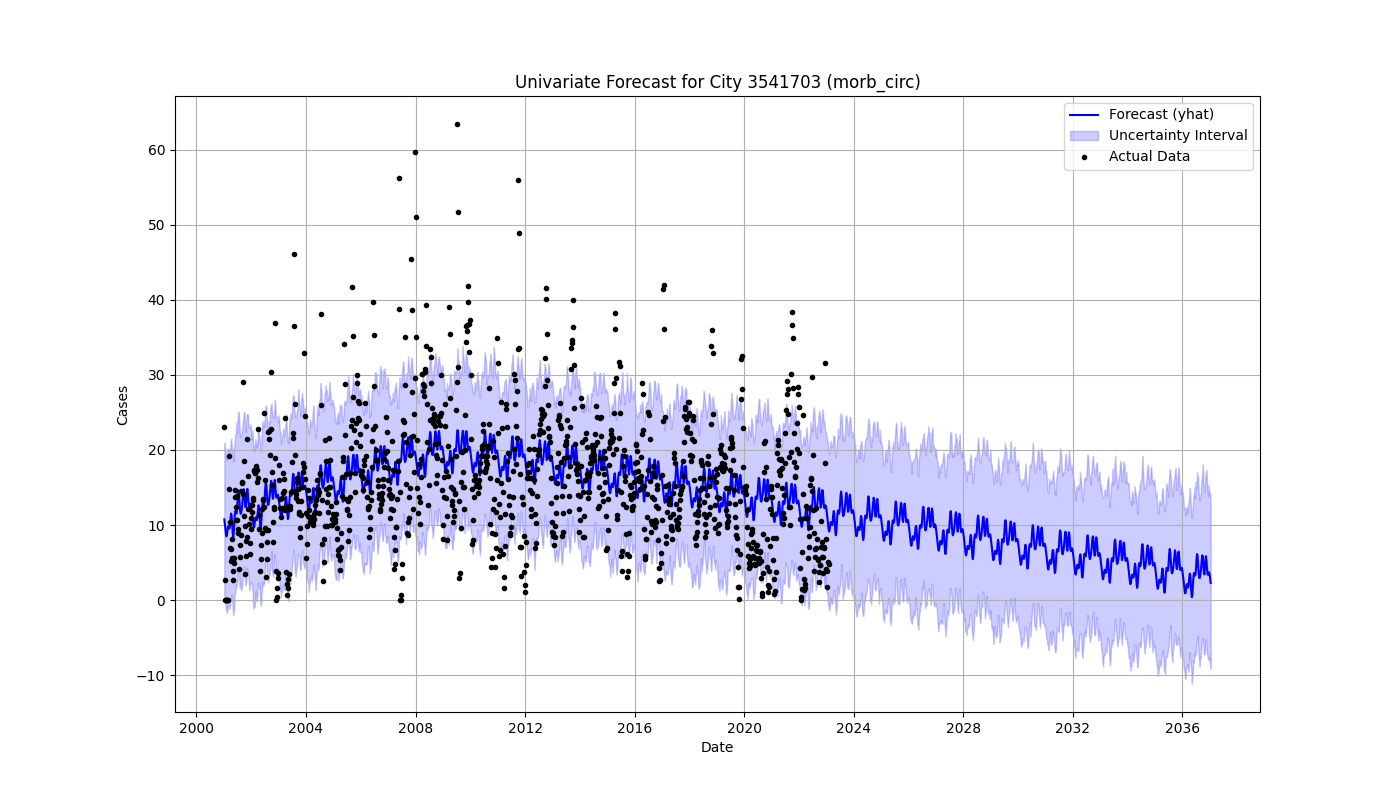 Univariate Forecast for City 3541703 (morb_circ)
Forecast (yhat)
Uncertainty Interval
Actual Data
Cases
60
50
40
30
20
10
0
−10
2000 2004 2008 2012 2016 2020 2024 2028 2032 2036
Date